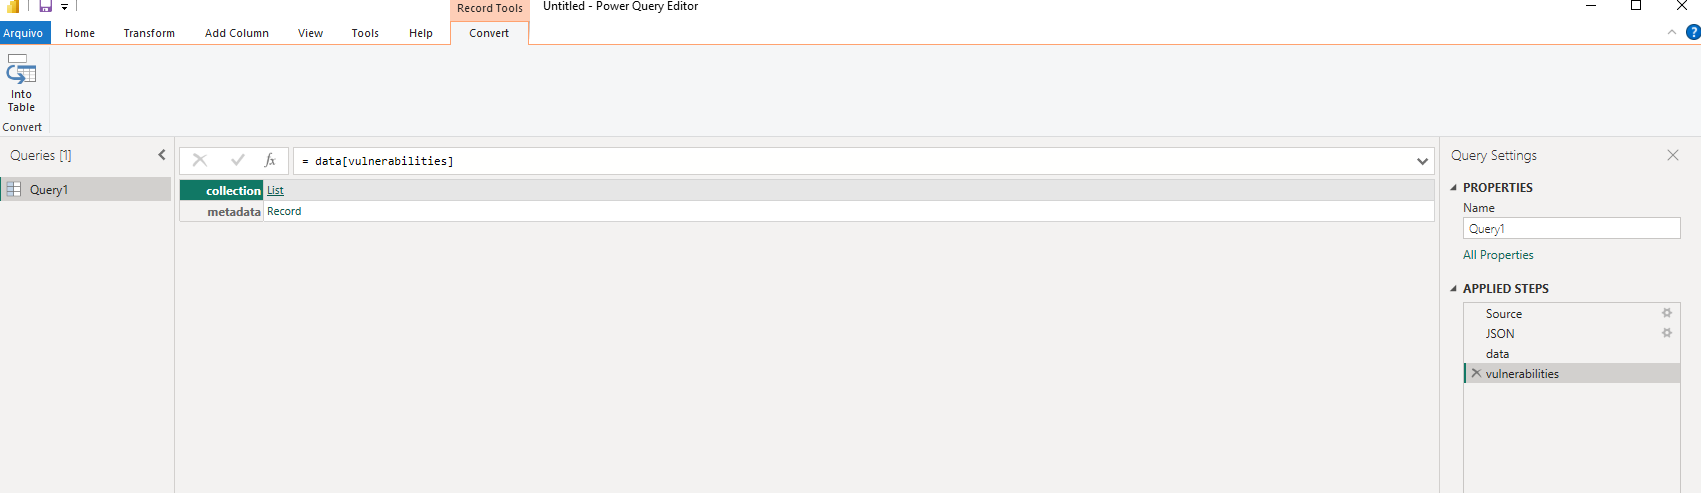 Record Tools
Untitled - Power Query Editor
Arquivo Home Transform Add Column View Tools Help Convert
?
Into
Table
Convert
Queries [1]
fx = data[vulnerabilities]
Query Settings
Query1
collection List
metadata Record
PROPERTIES
Name
Query1
All Properties
APPLIED STEPS
Source
JSON
data
vulnerabilities